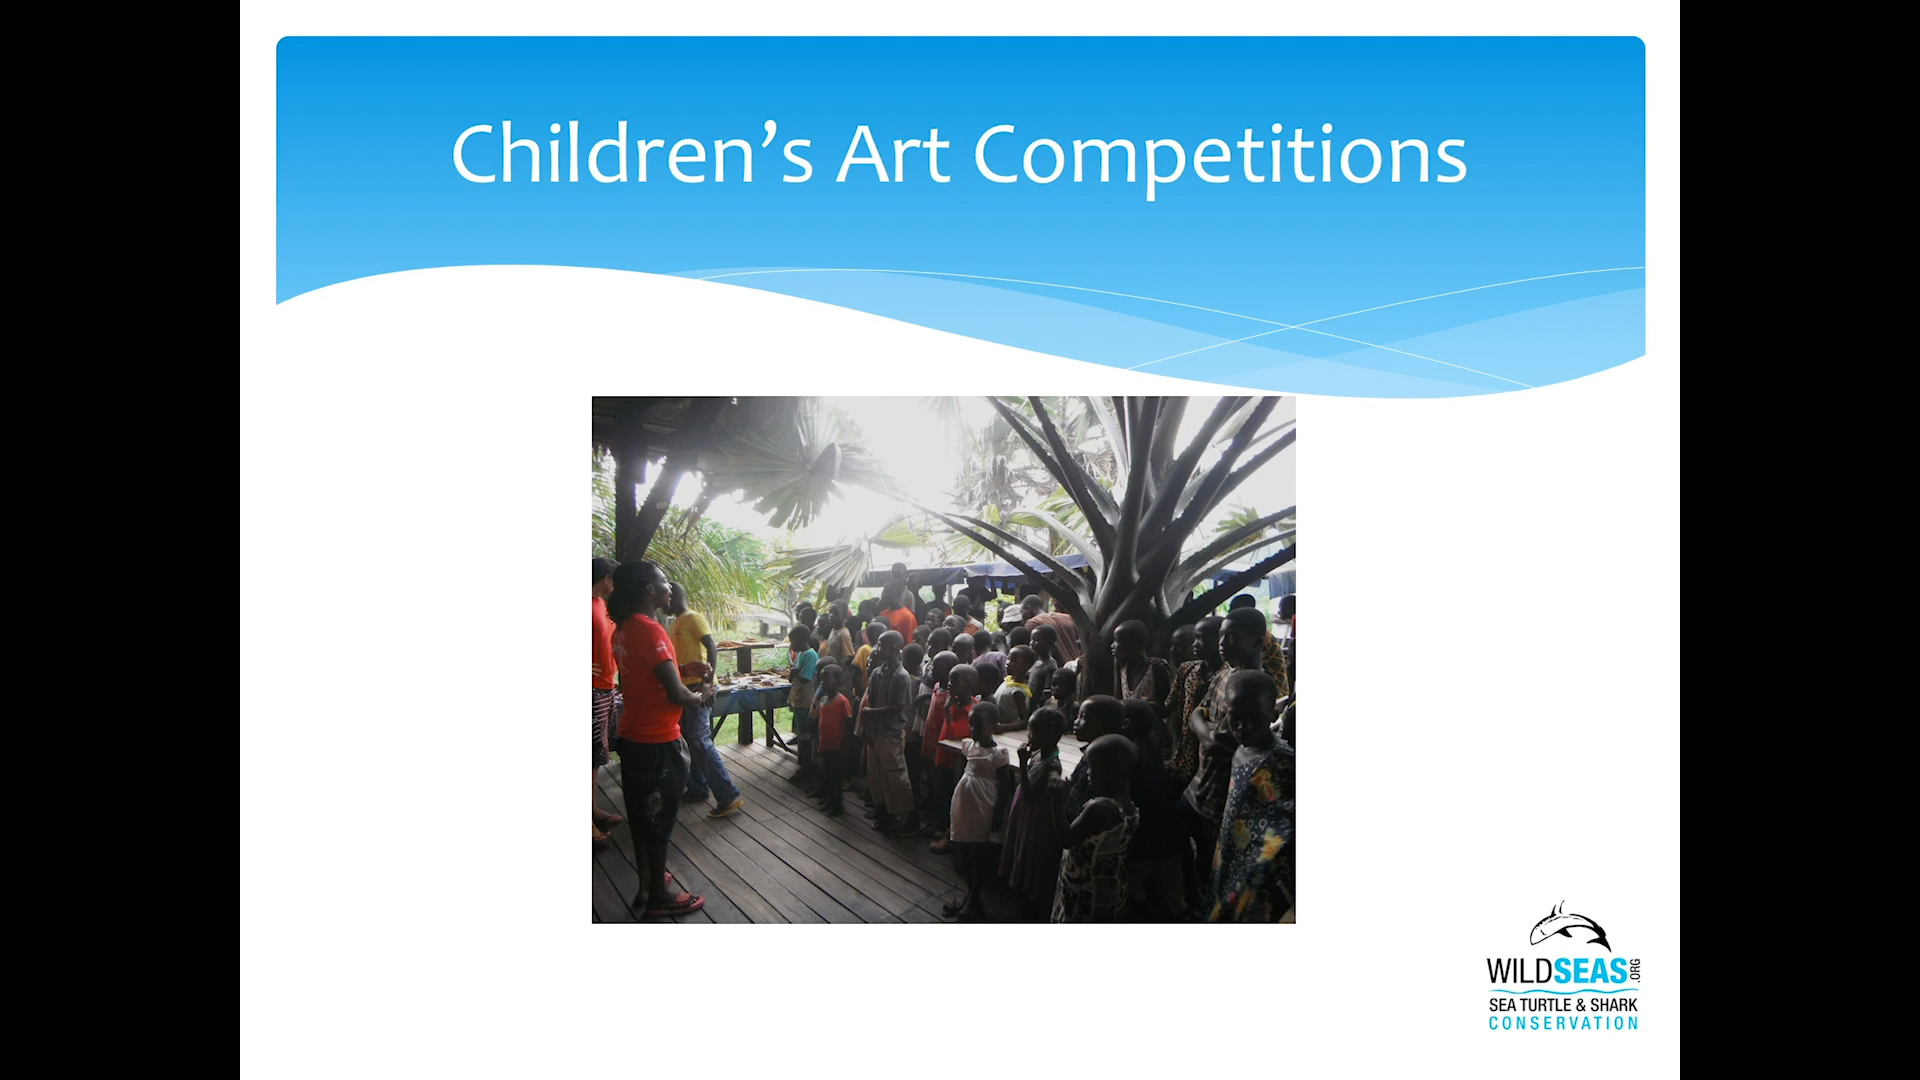 Children’s Art Competitions
WILDSEAS.ORG
SEA TURTLE & SHARK
CONSERVATION